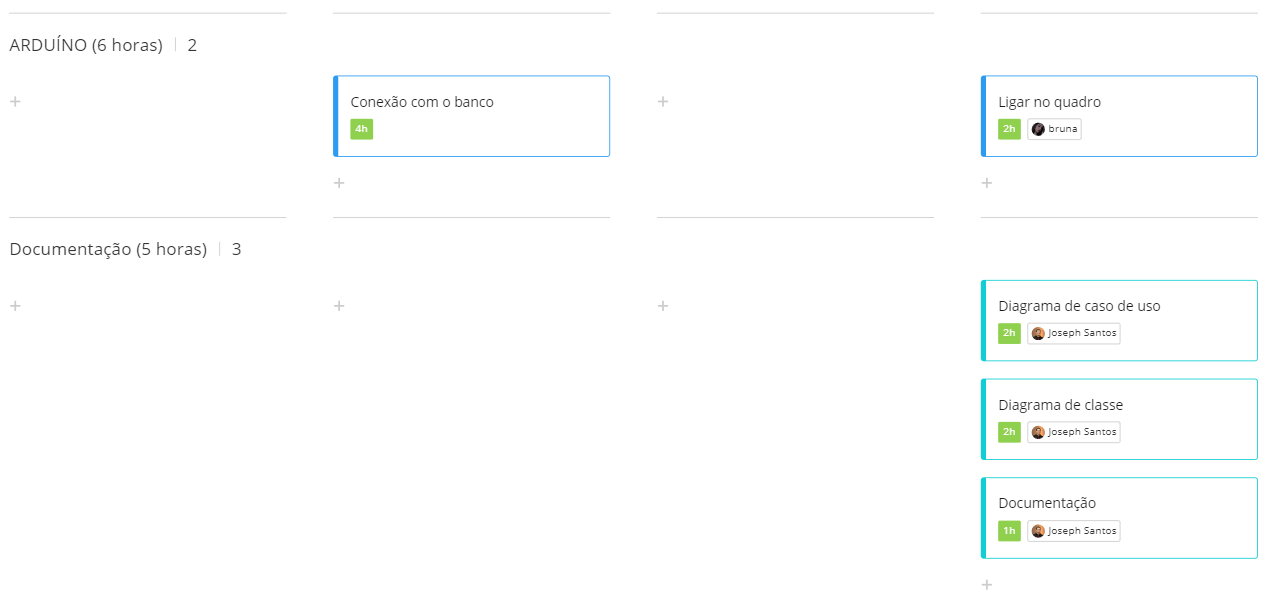 ARDUÍNO (6 horas) 2
Conexão com o banco
4h
Ligar no quadro
2h bruna
Documentação (5 horas) 3
Diagrama de caso de uso
2h Joseph Santos
Diagrama de classe
2h Joseph Santos
Documentação
1h Joseph Santos